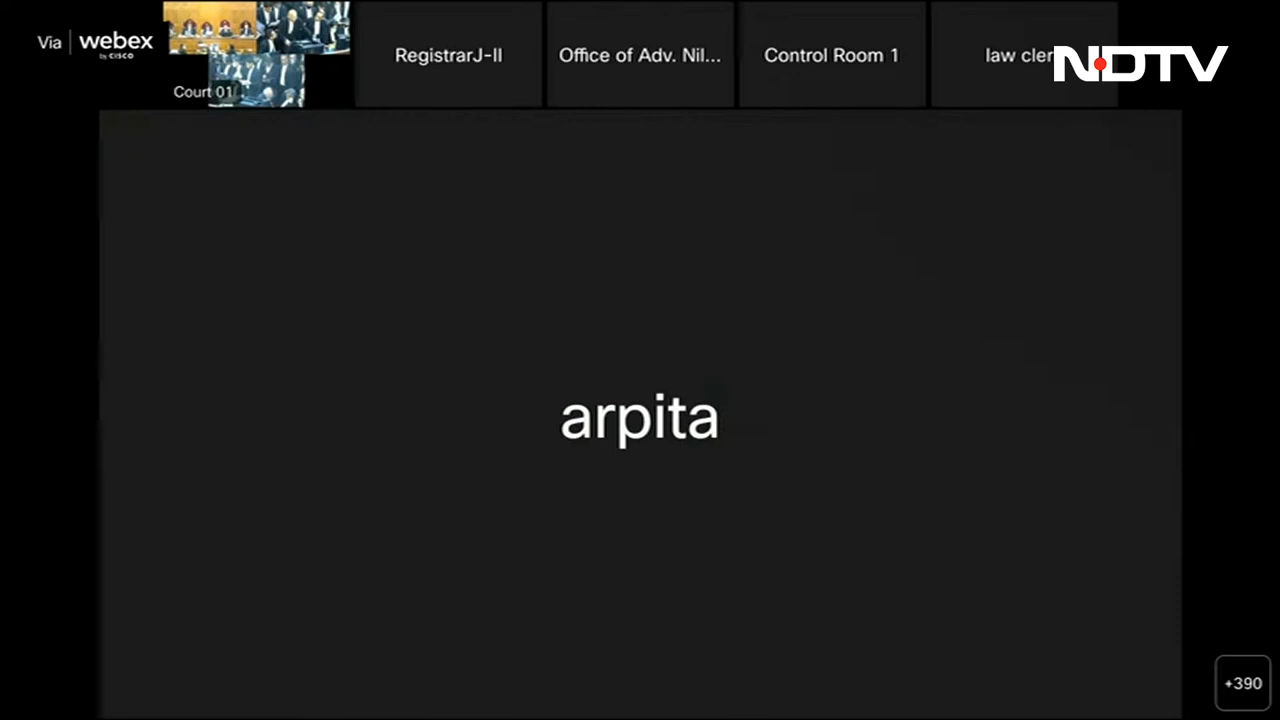 Via webex
by CISCO
Court 01
RegistrarJ-II
Office of Adv. Nil...
Control Room 1
law cler
NDTV
arpita
+390